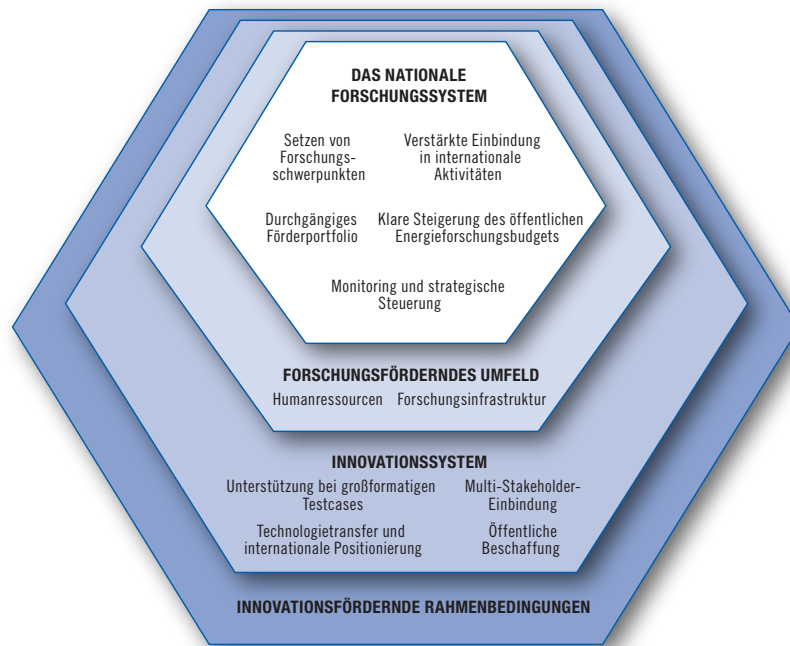 DAS NATIONALE
FORSCHUNGSSYSTEM
Setzen von
Forschungs-
schwerpunkten
Verstärkte Einbindung
in internationale
Aktivitäten
Durchgängiges
Förderportfolio
Klare Steigerung des öffentlichen
Energieforschungsbudgets
Monitoring und strategische
Steuerung
FORSCHUNGSFÖRDERNDES UMFELD
Humanressourcen
Forschungsinfrastruktur
INNOVATIONSSYSTEM
Unterstützung bei großformatigen
Testcases
Multi-Stakeholder-
Einbindung
Technologietransfer und
internationale Positionierung
Öffentliche
Beschaffung
INNOVATIONSFÖRDERNDE RAHMENBEDINGUNGEN